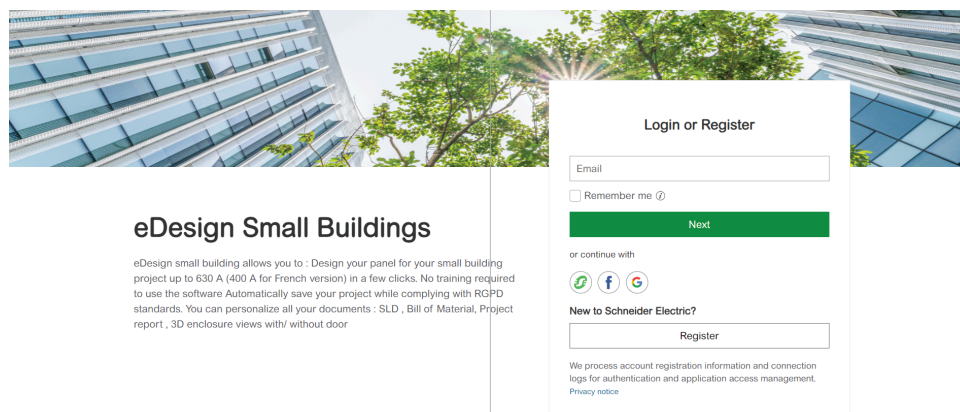 Login or Register
Email
Remember me
Next
or continue with
New to Schneider Electric?
Register
We process account registration information and connection
logs for authentication and application access management.
Privacy notice
eDesign Small Buildings
eDesign small building allows you to : Design your panel for your small building
project up to 630 A (400 A for French version) in a few clicks. No training required
to use the software Automatically save your project while complying with RGPD
standards. You can personalize all your documents : SLD , Bill of Material, Project
report , 3D enclosure views with/ without door